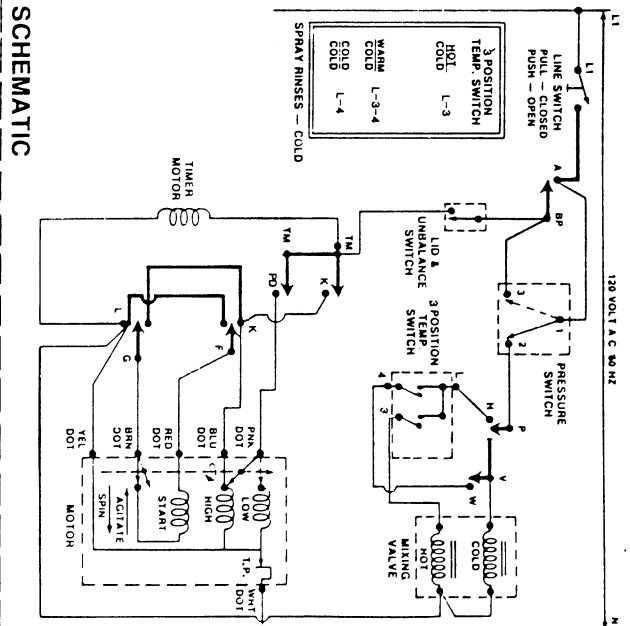 SCHEMATIC
L1
120 VOLT A C 60 HZ
N
L1
LINE SWITCH
PULL — CLOSED
PUSH — OPEN
3 POSITION
TEMP. SWITCH
HOT
COLD
L-3
WARM
COLD
L-3-4
COLD
COLD
L-4
SPRAY RINSES — COLD
A
BP
3
1
2
PRESSURE
SWITCH
LID &
UNBALANCE
SWITCH
3 POSITION
TEMP
SWITCH
4
3
L
H
P
V
W
COLD
HOT
MIXING
VALVE
TIMER
MOTOR
TM
TM
K
PD
K
L
F
G
PNK
DOT
BLU
DOT
RED
DOT
BRN
DOT
YEL
DOT
LOW
HIGH
START
AGITATE
SPIN
MOTOR
T.P.
WHT
DOT